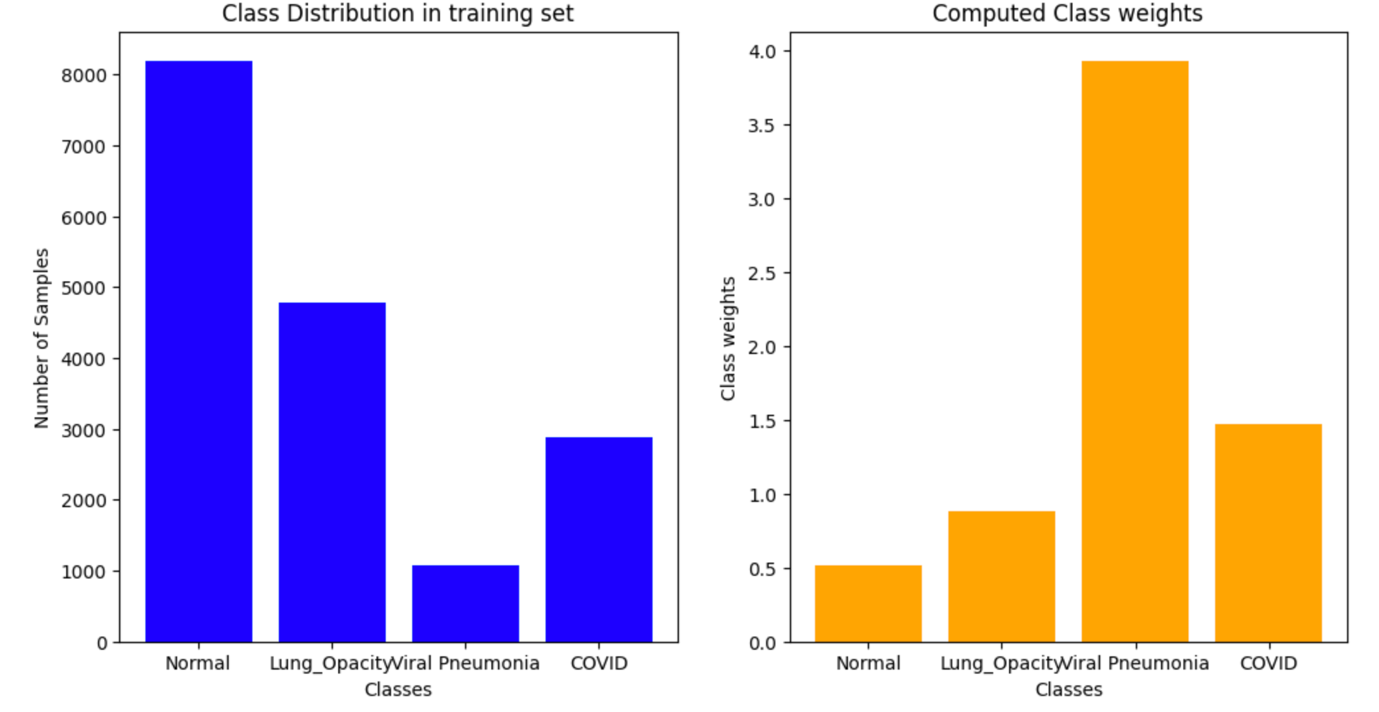 Class Distribution in training set
Number of Samples
8000
7000
6000
5000
4000
3000
2000
1000
0
Normal
Lung_Opacity
Viral Pneumonia
COVID
Classes
Computed Class weights
Class weights
4.0
3.5
3.0
2.5
2.0
1.5
1.0
0.5
0.0
Normal
Lung_Opacity
Viral Pneumonia
COVID
Classes